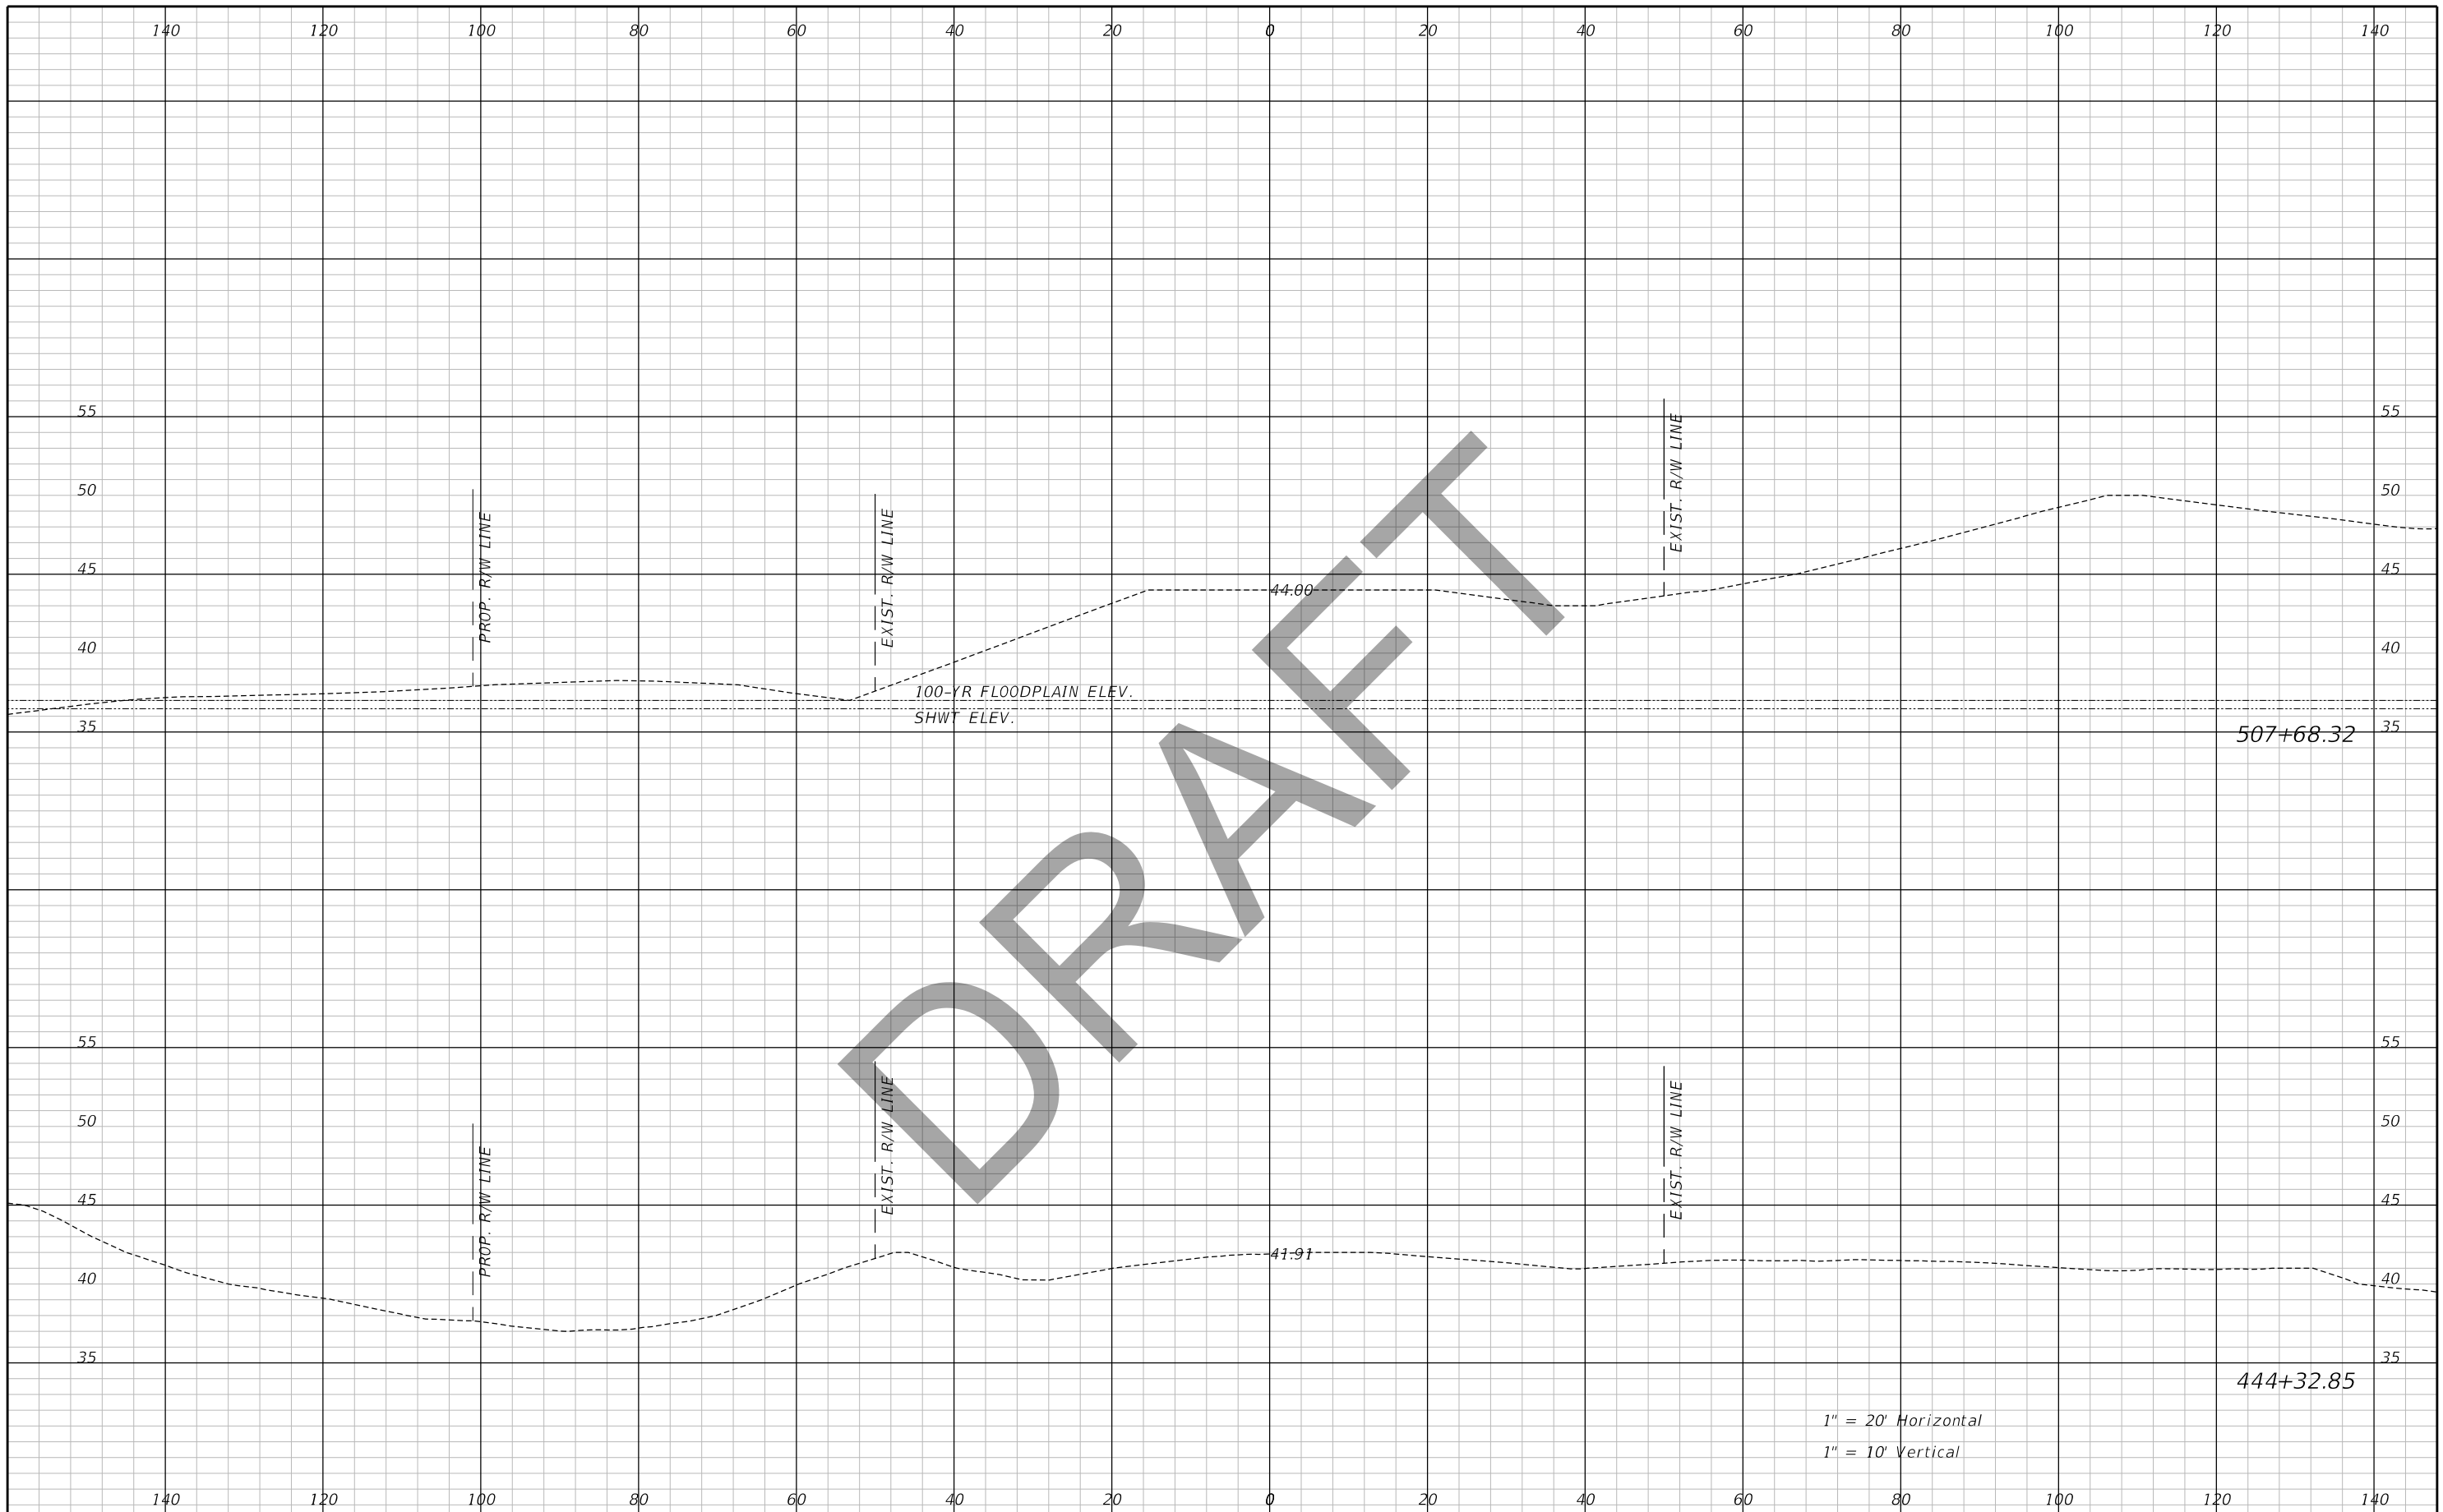 140 120 100 80 60 40 20 0 20 40 60 80 100 120 140
55 55
EXIST. R/W LINE
50 50
PROP. R/W LINE
EXIST. R/W LINE
45 45
44.00
40 40
100-YR FLOODPLAIN ELEV.
SHWT ELEV.
35 35
507+68.32
DRAFT
55 55
EXIST. R/W LINE
EXIST. R/W LINE
50 50
PROP. R/W LINE
45 45
41.91
40 40
35 35
444+32.85
1" = 20' Horizontal
1" = 10' Vertical
140 120 100 80 60 40 20 0 20 40 60 80 100 120 140